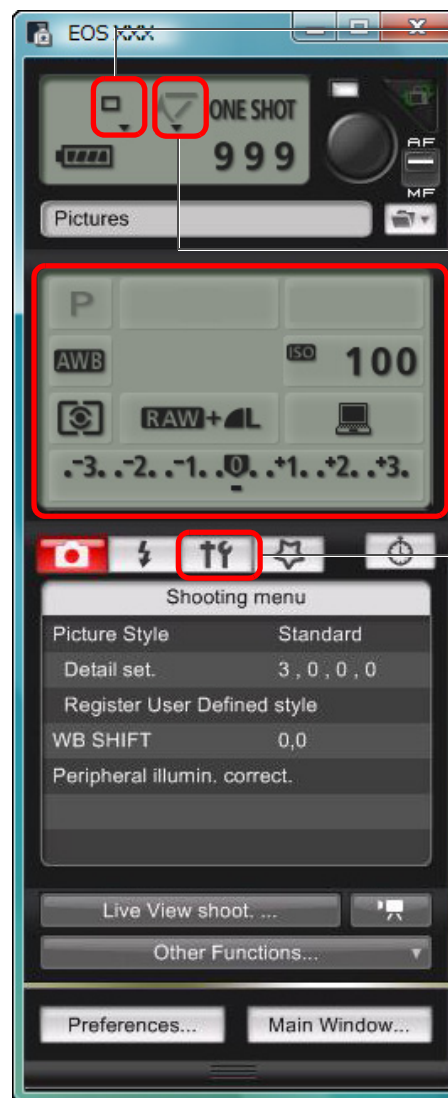 EOS XXX
ONE SHOT
999
AF
MF
Pictures
P
AWB
ISO 100
RAW+L
.-3. .-2. .-1. .0. .+1. .+2. .+3.
Shooting menu
Picture Style Standard
Detail set. 3 , 0 , 0 , 0
Register User Defined style
WB SHIFT 0,0
Peripheral illumin. correct.
Live View shoot. ...
Other Functions...
Preferences... Main Window...